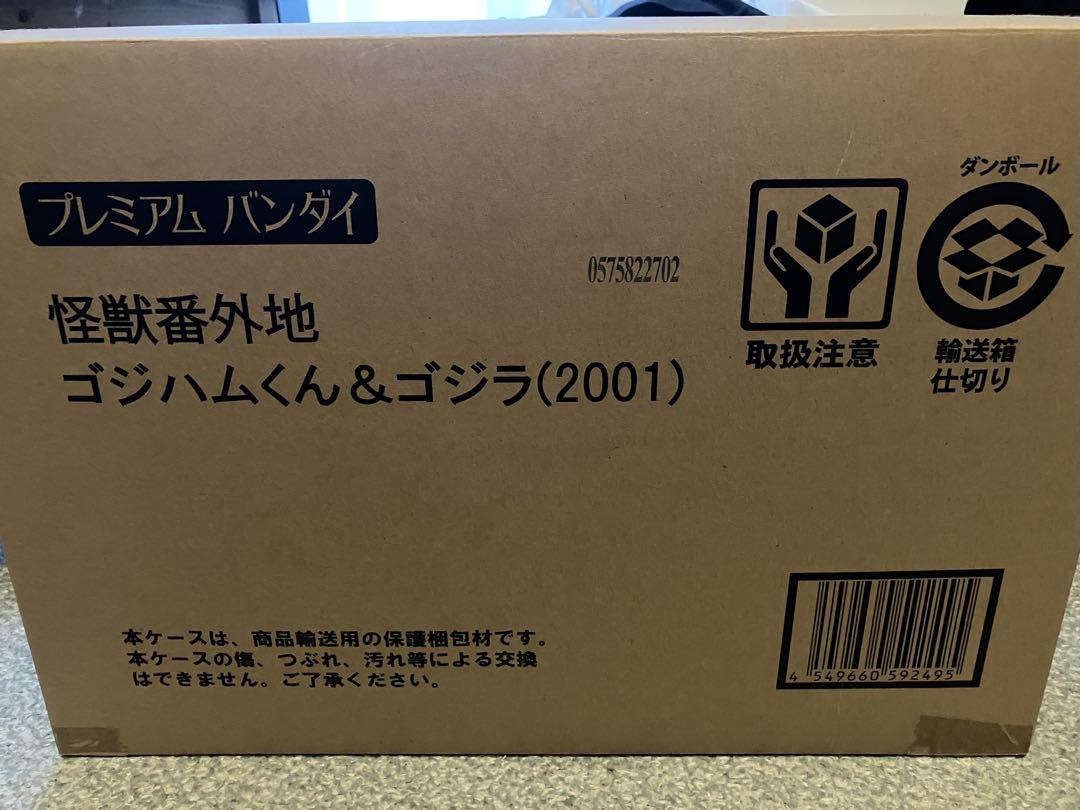 プレミアム バンダイ
0575822702
怪獣番外地
ゴジハムくん&ゴジラ(2001)
取扱注意
ダンボール
輸送箱
仕切り
本ケースは、商品輸送用の保護梱包材です。
本ケースの傷、つぶれ、汚れ等による交換
はできません。ご了承ください。
4 549660 592495